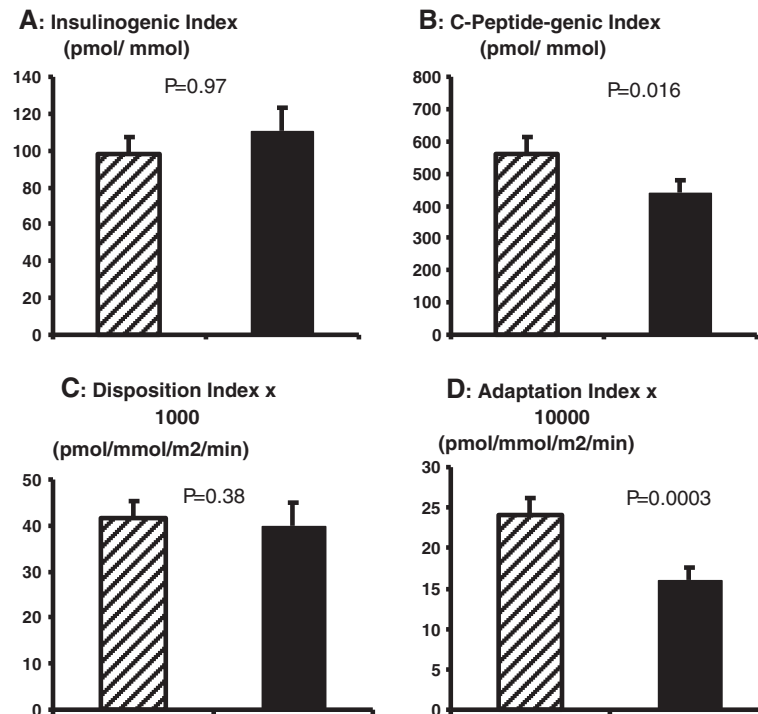 A: Insulinogenic Index
(pmol/ mmol)
P=0.97
140
120
100
80
60
40
20
0
B: C-Peptide-genic Index
(pmol/ mmol)
P=0.016
800
700
600
500
400
300
200
100
0
C: Disposition Index x
1000
(pmol/mmol/m2/min)
P=0.38
50
40
30
20
10
0
D: Adaptation Index x
10000
(pmol/mmol/m2/min)
P=0.0003
30
25
20
15
10
5
0